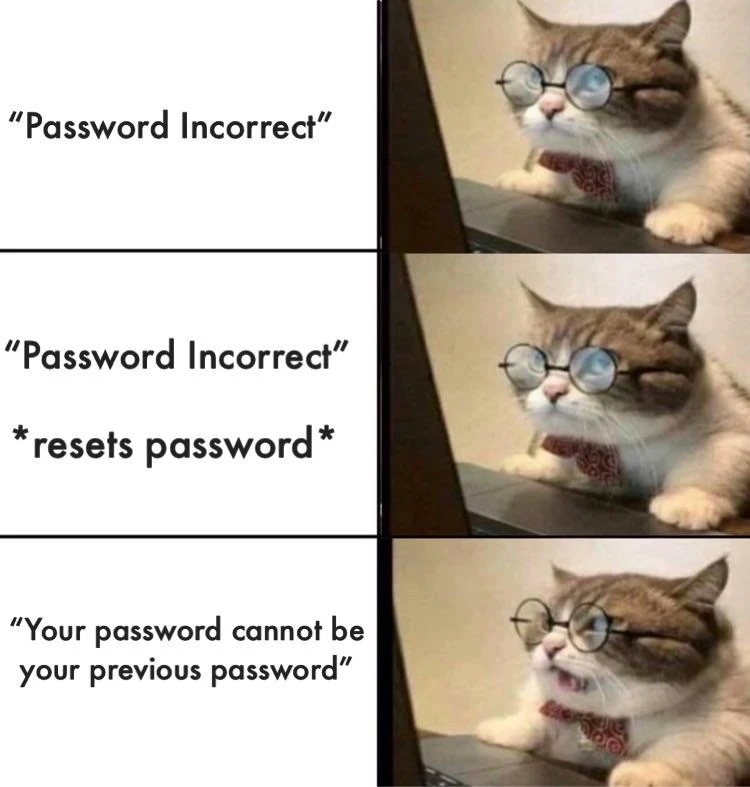 “Password Incorrect”
“Password Incorrect”
*resets password*
“Your password cannot be
your previous password”